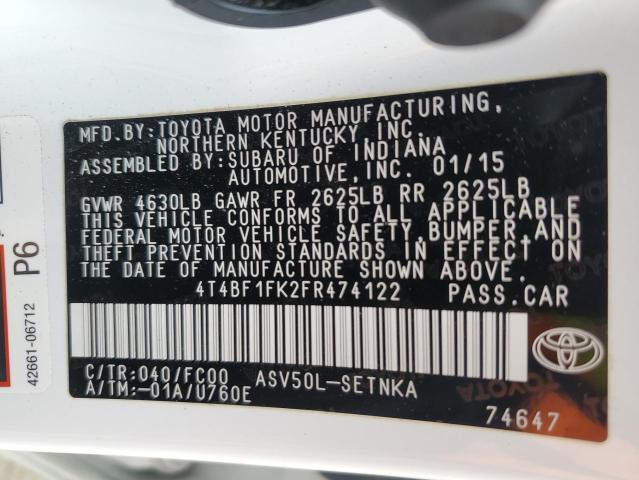 MFD.BY:TOYOTA MOTOR MANUFACTURING,
NORTHERN KENTUCKY INC.
ASSEMBLED BY:SUBARU OF INDIANA
AUTOMOTIVE,INC. 01/15
GVWR 4630LB GAWR FR 2625LB RR 2625LB
THIS VEHICLE CONFORMS TO ALL APPLICABLE
FEDERAL MOTOR VEHICLE SAFETY,BUMPER,AND
THEFT PREVENTION STANDARDS IN EFFECT ON
THE DATE OF MANUFACTURE SHOWN ABOVE.
4T4BF1FK2FR474122 PASS.CAR
C/TR:040/FC00 ASV50L-SETNKA
A/TM:-01A/U760E
74647
TOYOTA
P6
42661-06712